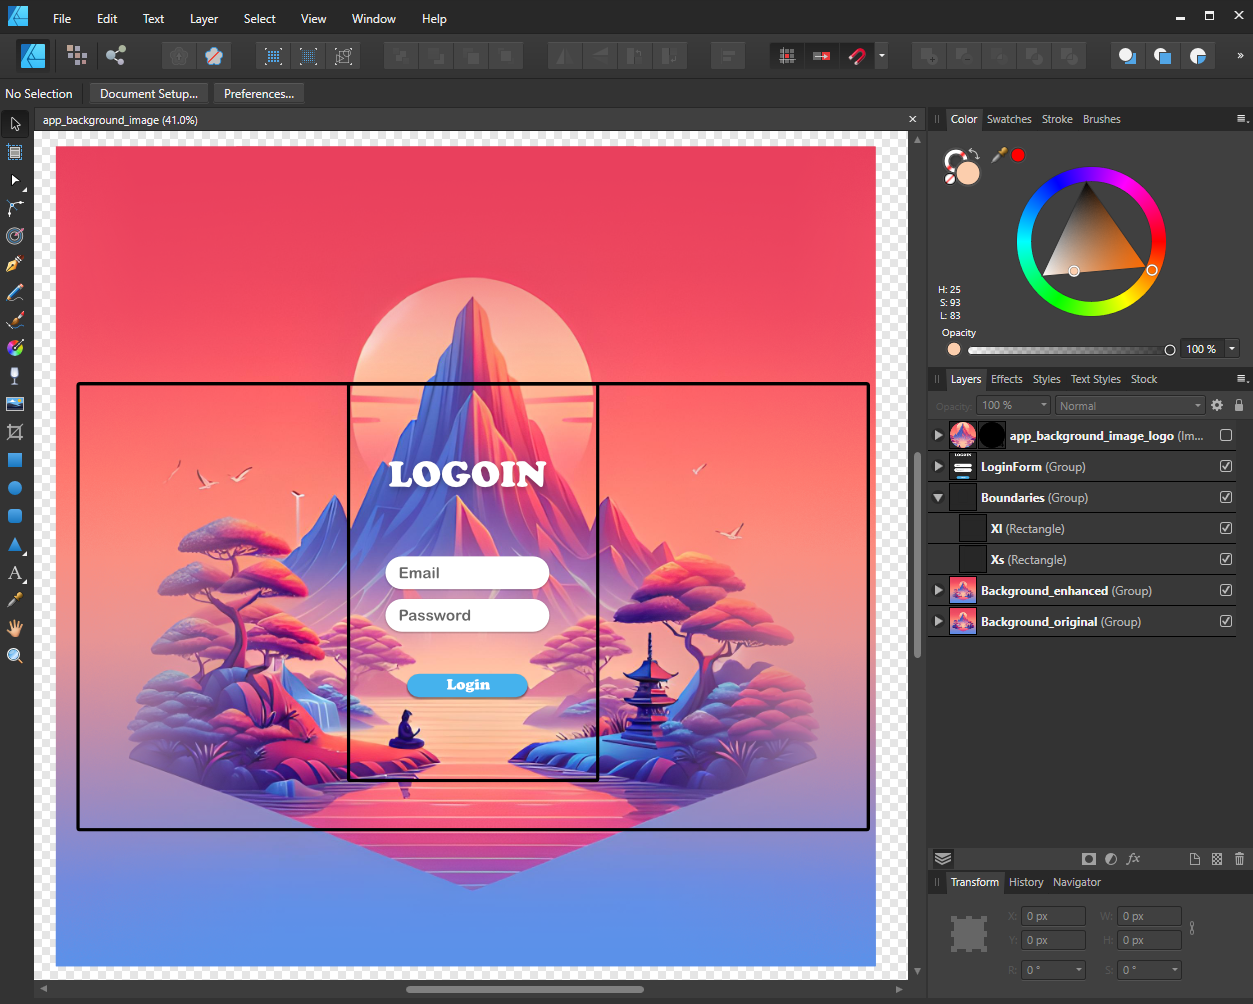 File Edit Text Layer Select View Window Help
No Selection Document Setup... Preferences...
app_background_image (41.0%)
Color Swatches Stroke Brushes
H: 25
S: 93
L: 83
Opacity
100 %
Layers Effects Styles Text Styles Stock
Opacity: 100 % Normal
app_background_image_logo (Im...
LoginForm (Group)
Boundaries (Group)
Xl (Rectangle)
Xs (Rectangle)
Background_enhanced (Group)
Background_original (Group)
LOGOIN
Email
Password
Login
Transform History Navigator
X: 0 px W: 0 px
Y: 0 px H: 0 px
R: 0 ° S: 0 °